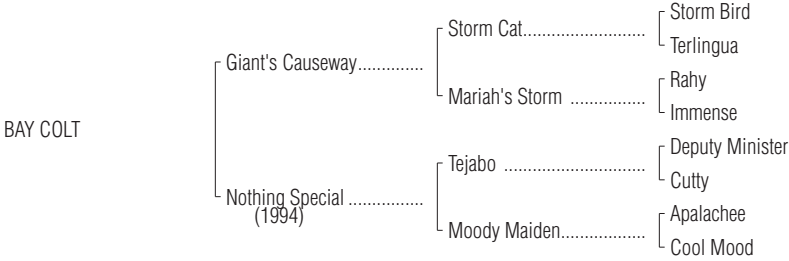 Storm Bird
Storm Cat..........................
Terlingua
Giant's Causeway..............
Rahy
Mariah's Storm ................
Immense
BAY COLT
Deputy Minister
Tejabo ..............................
Cutty
Nothing Special ................
(1994)
Apalachee
Moody Maiden..................
Cool Mood